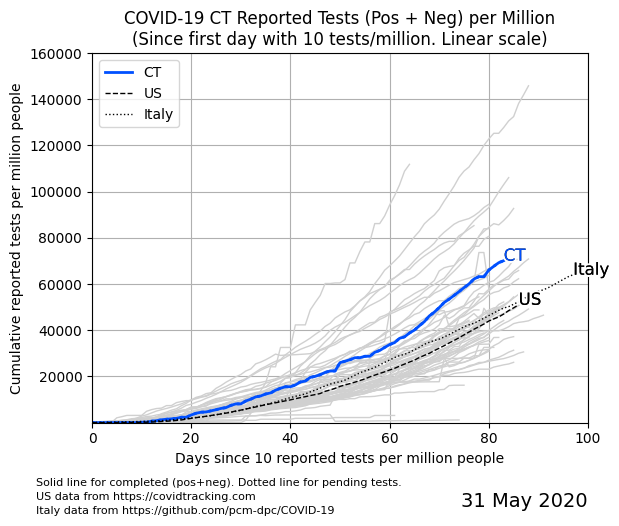 COVID-19 CT Reported Tests (Pos + Neg) per Million
(Since first day with 10 tests/million. Linear scale)
160000
140000
120000
100000
80000
60000
40000
20000
Cumulative reported tests per million people
CT
US
Italy
CT
Italy
US
0
20
40
60
80
100
Days since 10 reported tests per million people
Solid line for completed (pos+neg). Dotted line for pending tests.
US data from https://covidtracking.com
Italy data from https://github.com/pcm-dpc/COVID-19
31 May 2020